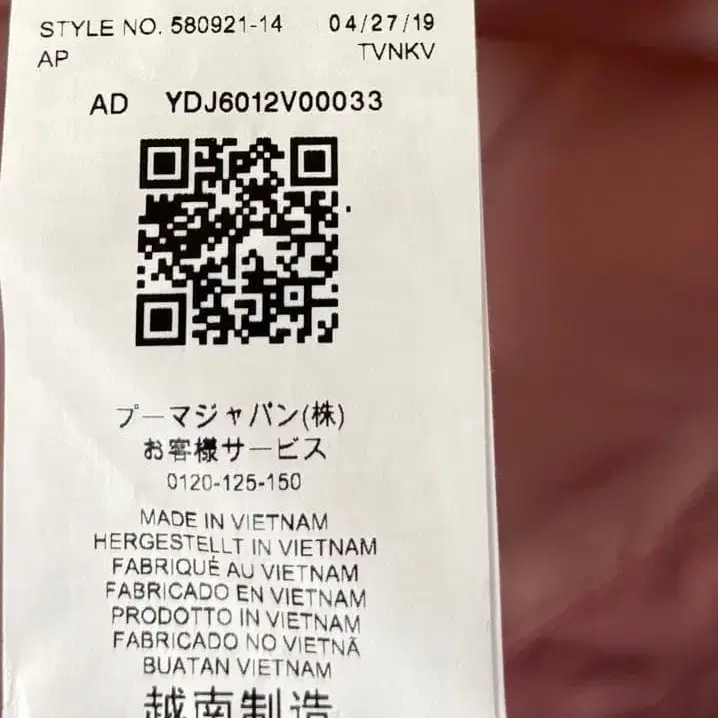 STYLE NO. 580921-14 04/27/19
AP TVNKV
AD YDJ6012V00033
プーマジャパン(株)
お客様サービス
0120-125-150
MADE IN VIETNAM
HERGESTELLT IN VIETNAM
FABRIQUÉ AU VIETNAM
FABRICADO EN VIETNAM
PRODOTTO IN VIETNAM
FABRICADO NO VIETNÃ
BUATAN VIETNAM
越南制造